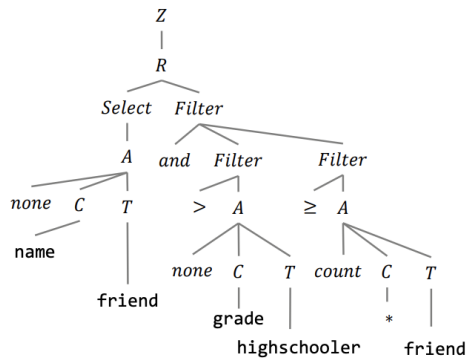 Z
R
Select Filter
A and Filter Filter
none C T > A ≥ A
name
none C T count C T
friend
grade *
highschooler friend